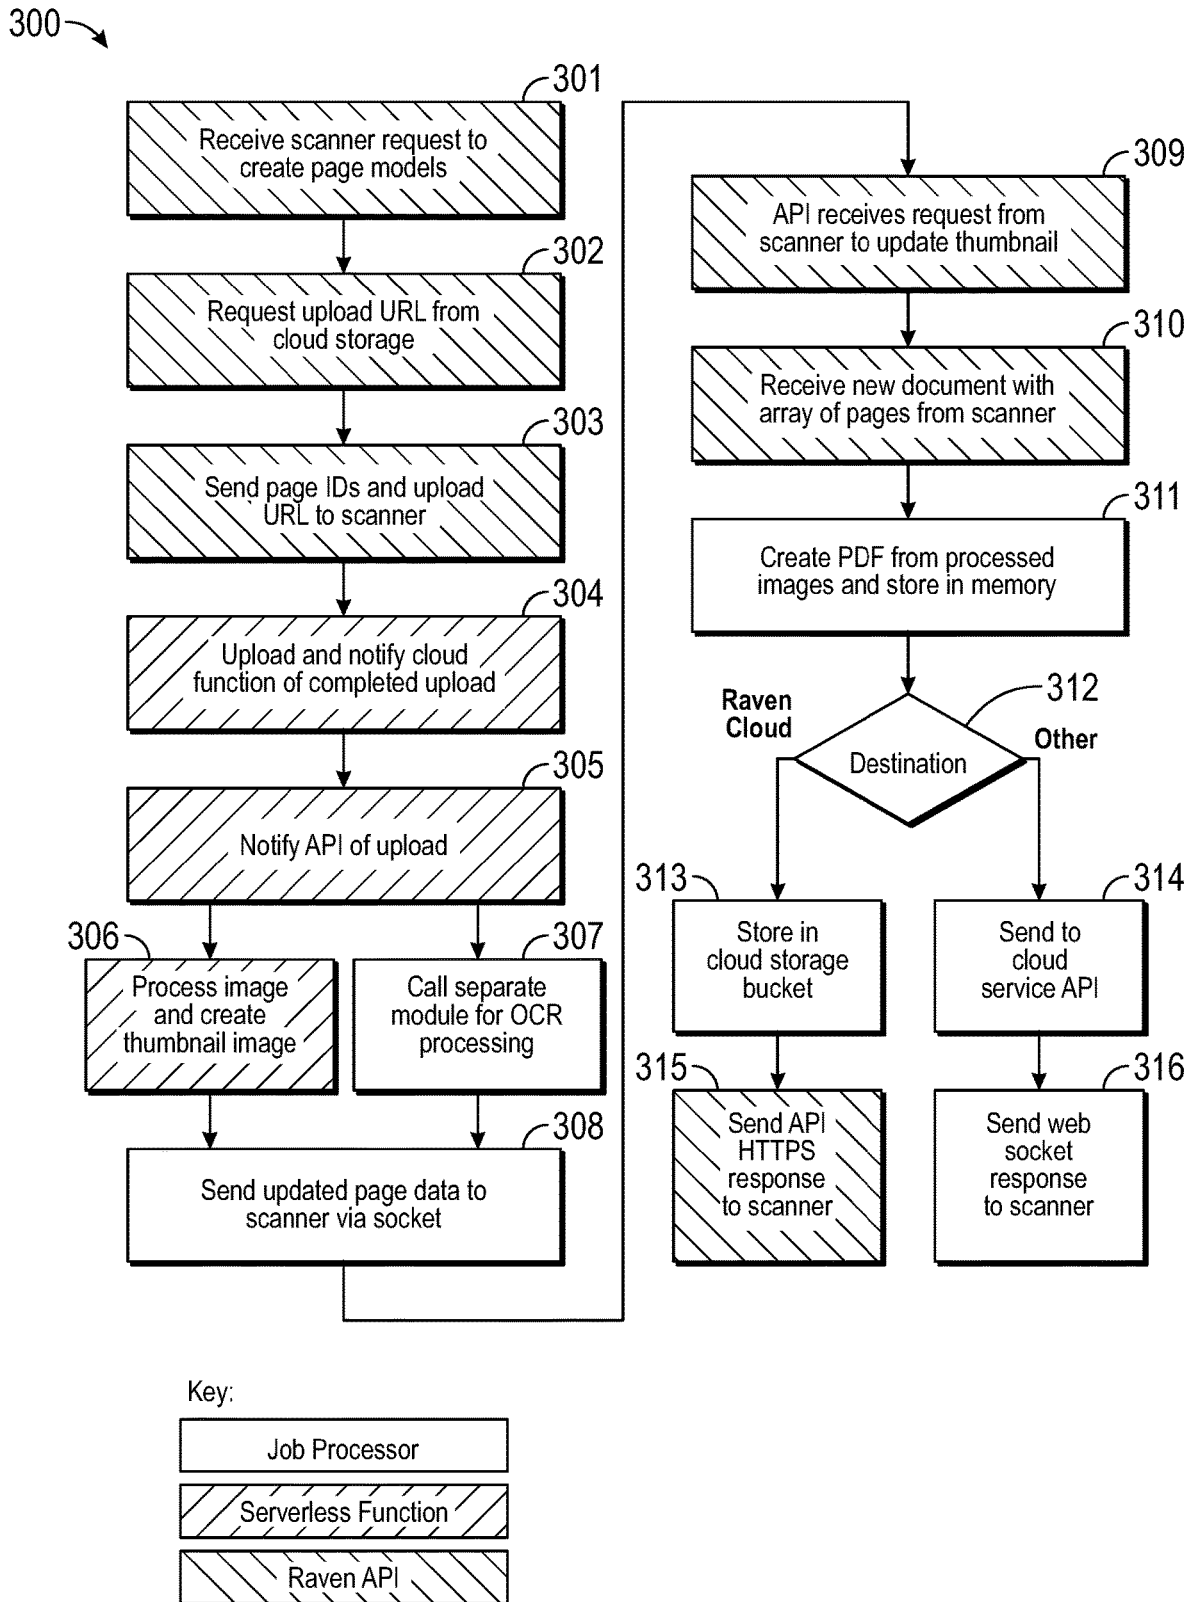 300
301
Receive scanner request to
create page models
302
Request upload URL from
cloud storage
303
Send page IDs and upload
URL to scanner
304
Upload and notify cloud
function of completed upload
305
Notify API of upload
306
Process image
and create
thumbnail image
307
Call separate
module for OCR
processing
308
Send updated page data to
scanner via socket
309
API receives request from
scanner to update thumbnail
310
Receive new document with
array of pages from scanner
311
Create PDF from processed
images and store in memory
312
Raven
Cloud
Destination
Other
313
Store in
cloud storage
bucket
314
Send to
cloud
service API
315
Send API
HTTPS
response
to scanner
316
Send web
socket
response
to scanner
Key:
Job Processor
Serverless Function
Raven API